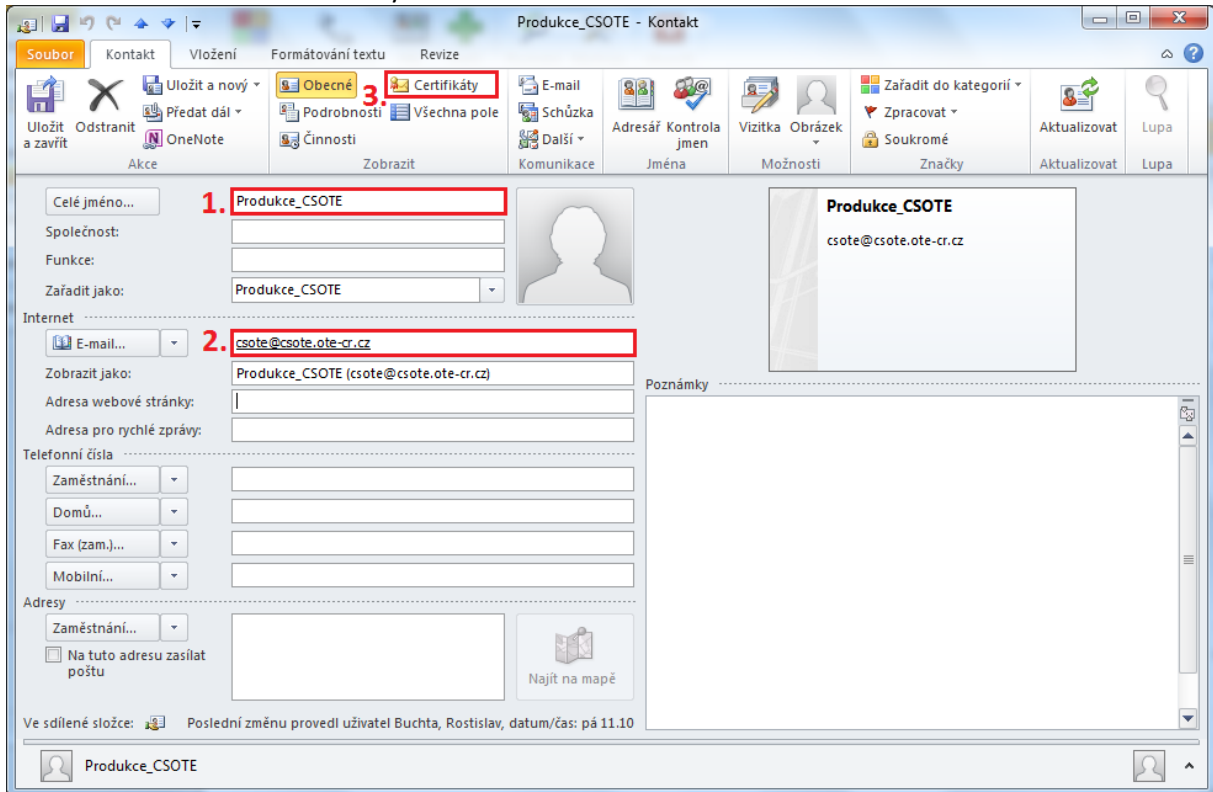 Produkce_CSOTE - Kontakt
Soubor Kontakt Vložení Formátování textu Revize
Uložit a zavřít
Odstranit
Uložit a nový
Předat dál
OneNote
Akce
Obecné
Podrobnosti
Činnosti
3. Certifikáty
Všechna pole
Zobrazit
E-mail
Schůzka
Další
Komunikace
Adresář
Kontrola jmen
Jména
Vizitka
Obrázek
Možnosti
Zařadit do kategorií
Zpracovat
Soukromé
Značky
Aktualizovat
Aktualizovat
Lupa
Lupa
Celé jméno... 1. Produkce_CSOTE
Společnost:
Funkce:
Zařadit jako: Produkce_CSOTE
Internet
E-mail... 2. csote@csote.ote-cr.cz
Zobrazit jako: Produkce_CSOTE (csote@csote.ote-cr.cz)
Adresa webové stránky:
Adresa pro rychlé zprávy:
Telefonní čísla
Zaměstnání...
Domů...
Fax (zam.)...
Mobilní...
Adresy
Zaměstnání...
Na tuto adresu zasílat
poštu
Najít na mapě
Produkce_CSOTE
csote@csote.ote-cr.cz
Poznámky
Ve sdílené složce: Poslední změnu provedl uživatel Buchta, Rostislav, datum/čas: pá 11.10
Produkce_CSOTE